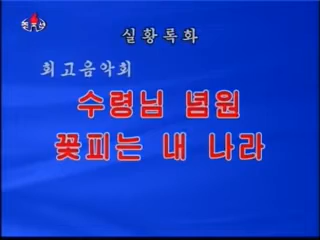 실황록화
회고음악회
수령님 념원
꽃피는 내 나라